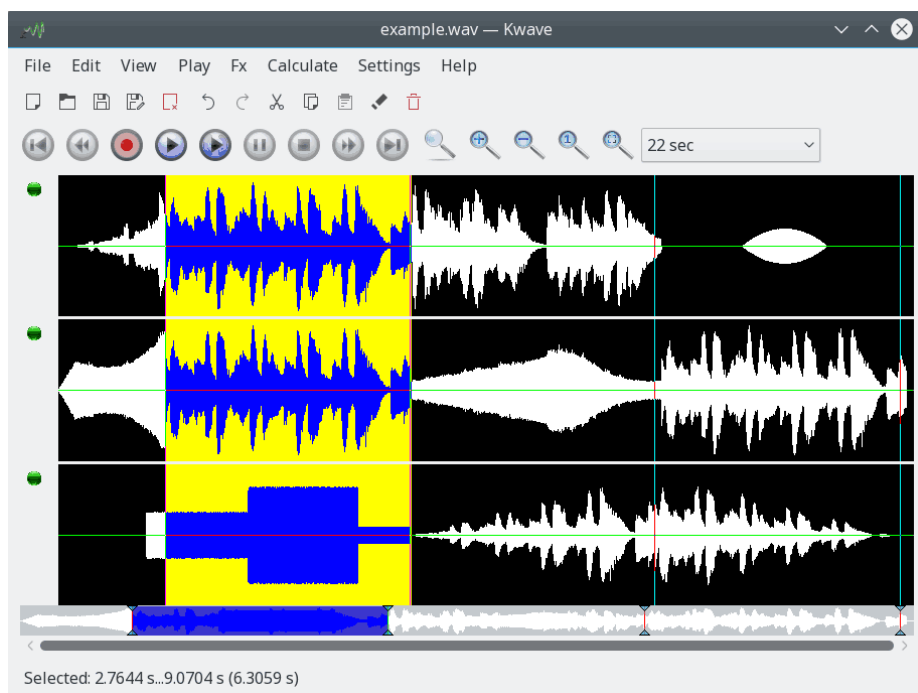 example.wav — Kwave
File Edit View Play Fx Calculate Settings Help
22 sec
Selected: 2.7644 s...9.0704 s (6.3059 s)